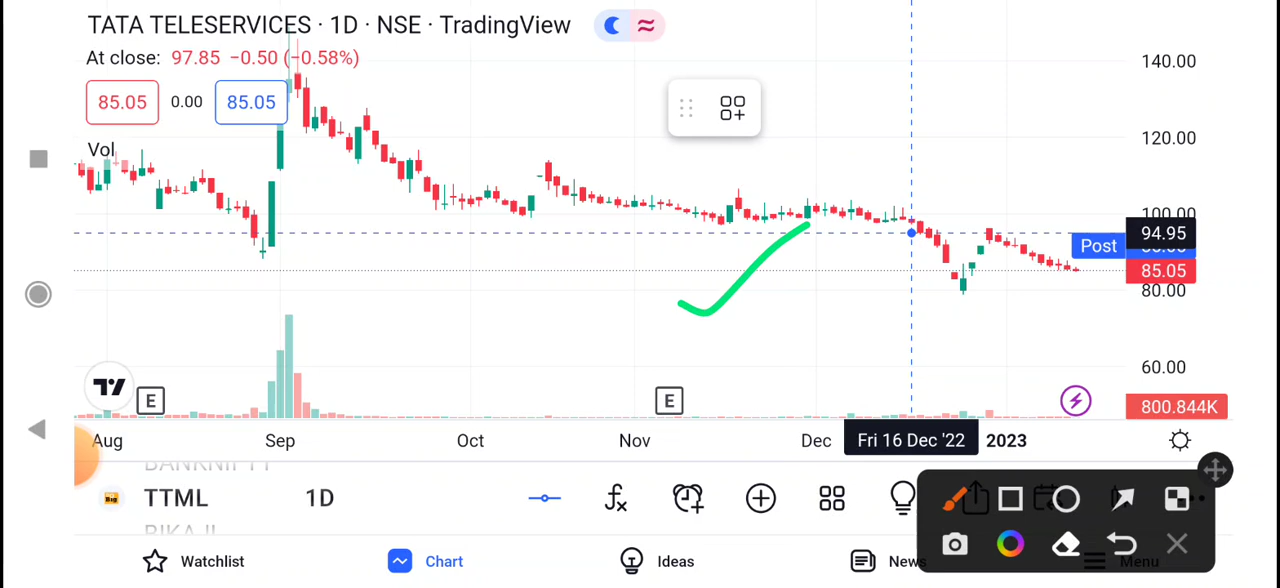 TATA TELESERVICES · 1D · NSE · TradingView
At close: 97.85 −0.50 (−0.58%)
85.05 0.00 85.05
Vol
140.00
120.00
100.00
94.95
Post
85.05
80.00
60.00
E E
800.844K
Aug Sep Oct Nov Dec Fri 16 Dec '22 2023
BANKNIFTY
TTML 1D
Watchlist Chart Ideas News Menu